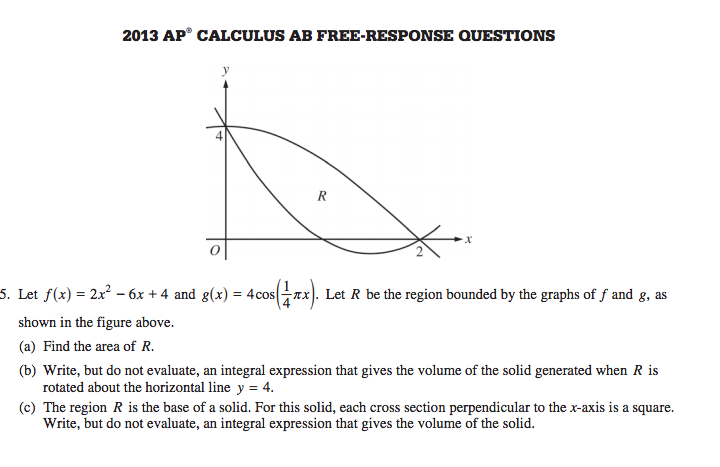 2013 AP® CALCULUS AB FREE-RESPONSE QUESTIONS
y
4
R
O
2
x
5. Let f(x) = 2x² − 6x + 4 and g(x) = 4cos(1/4 πx). Let R be the region bounded by the graphs of f and g, as
shown in the figure above.
(a) Find the area of R.
(b) Write, but do not evaluate, an integral expression that gives the volume of the solid generated when R is
rotated about the horizontal line y = 4.
(c) The region R is the base of a solid. For this solid, each cross section perpendicular to the x-axis is a square.
Write, but do not evaluate, an integral expression that gives the volume of the solid.